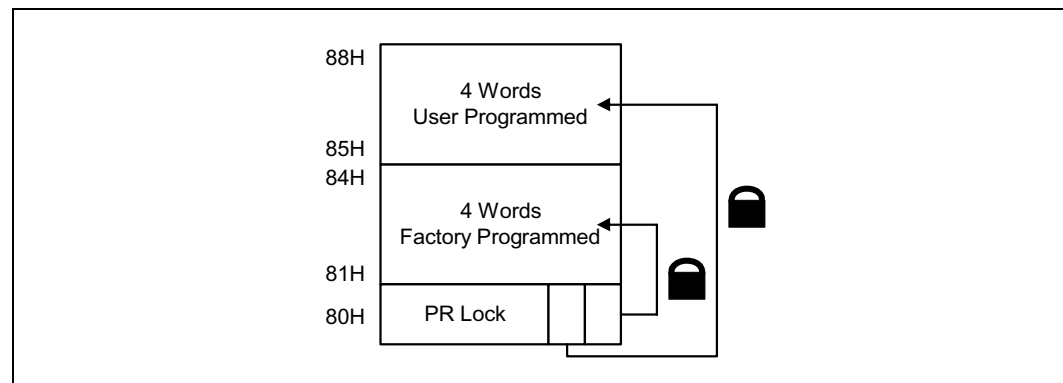 88H
4 Words
User Programmed
85H
84H
4 Words
Factory Programmed
81H
80H
PR Lock